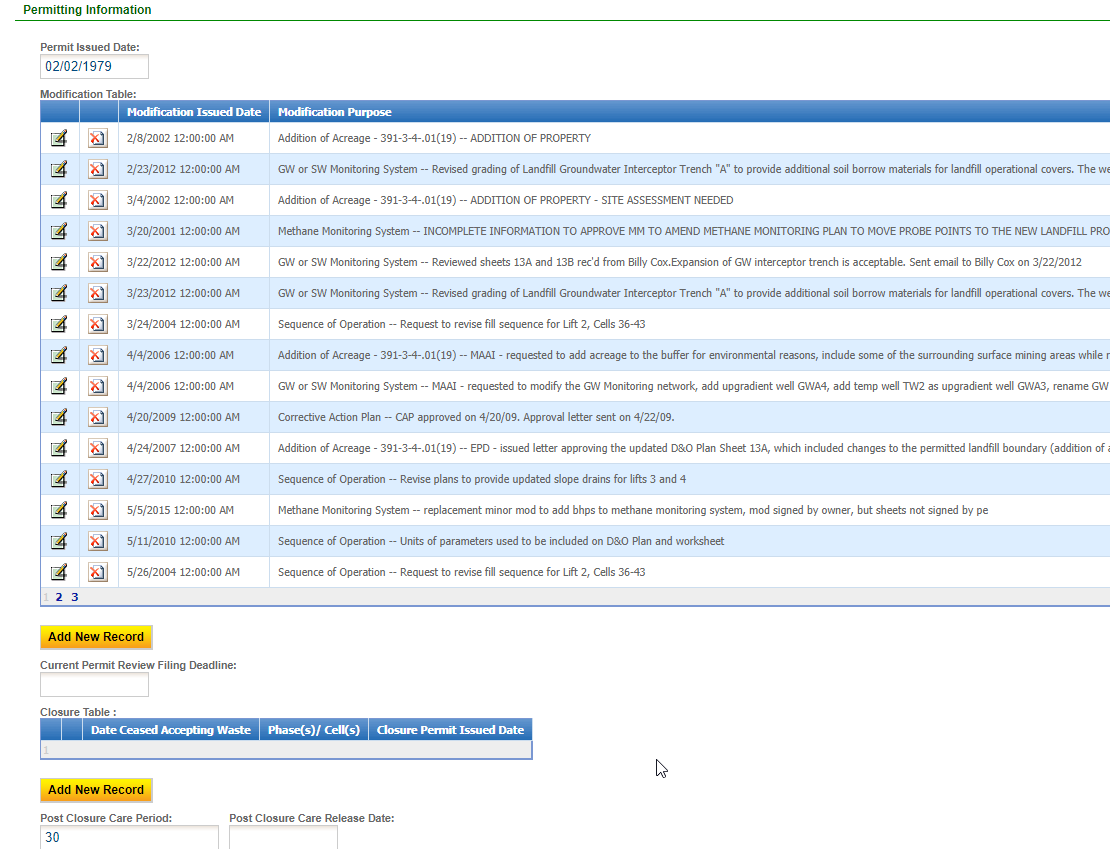 Permitting Information
Permit Issued Date:
02/02/1979
Modification Table:
Modification Issued Date Modification Purpose
2/8/2002 12:00:00 AM Addition of Acreage - 391-3-4-.01(19) -- ADDITION OF PROPERTY
2/23/2012 12:00:00 AM GW or SW Monitoring System -- Revised grading of Landfill Groundwater Interceptor Trench "A" to provide additional soil borrow materials for landfill operational covers. The we
3/4/2002 12:00:00 AM Addition of Acreage - 391-3-4-.01(19) -- ADDITION OF PROPERTY - SITE ASSESSMENT NEEDED
3/20/2001 12:00:00 AM Methane Monitoring System -- INCOMPLETE INFORMATION TO APPROVE MM TO AMEND METHANE MONITORING PLAN TO MOVE PROBE POINTS TO THE NEW LANDFILL PRO
3/22/2012 12:00:00 AM GW or SW Monitoring System -- Reviewed sheets 13A and 13B rec'd from Billy Cox.Expansion of GW interceptor trench is acceptable. Sent email to Billy Cox on 3/22/2012
3/23/2012 12:00:00 AM GW or SW Monitoring System -- Revised grading of Landfill Groundwater Interceptor Trench "A" to provide additional soil borrow materials for landfill operational covers. The we
3/24/2004 12:00:00 AM Sequence of Operation -- Request to revise fill sequence for Lift 2, Cells 36-43
4/4/2006 12:00:00 AM Addition of Acreage - 391-3-4-.01(19) -- MAAI - requested to add acreage to the buffer for environmental reasons, include some of the surrounding surface mining areas while
4/4/2006 12:00:00 AM GW or SW Monitoring System -- MAAI - requested to modify the GW Monitoring network, add upgradient well GWA4, add temp well TW2 as upgradient well GWA3, rename GW
4/20/2009 12:00:00 AM Corrective Action Plan -- CAP approved on 4/20/09. Approval letter sent on 4/22/09.
4/24/2007 12:00:00 AM Addition of Acreage - 391-3-4-.01(19) -- EPD - issued letter approving the updated D&O Plan Sheet 13A, which included changes to the permitted landfill boundary (addition of a
4/27/2010 12:00:00 AM Sequence of Operation -- Revise plans to provide updated slope drains for lifts 3 and 4
5/5/2015 12:00:00 AM Methane Monitoring System -- replacement minor mod to add bhps to methane monitoring system, mod signed by owner, but sheets not signed by pe
5/11/2010 12:00:00 AM Sequence of Operation -- Units of parameters used to be included on D&O Plan and worksheet
5/26/2004 12:00:00 AM Sequence of Operation -- Request to revise fill sequence for Lift 2, Cells 36-43
1 2 3
Add New Record
Current Permit Review Filing Deadline:
Closure Table :
Date Ceased Accepting Waste Phase(s)/ Cell(s) Closure Permit Issued Date
1
Add New Record
Post Closure Care Period: Post Closure Care Release Date:
30